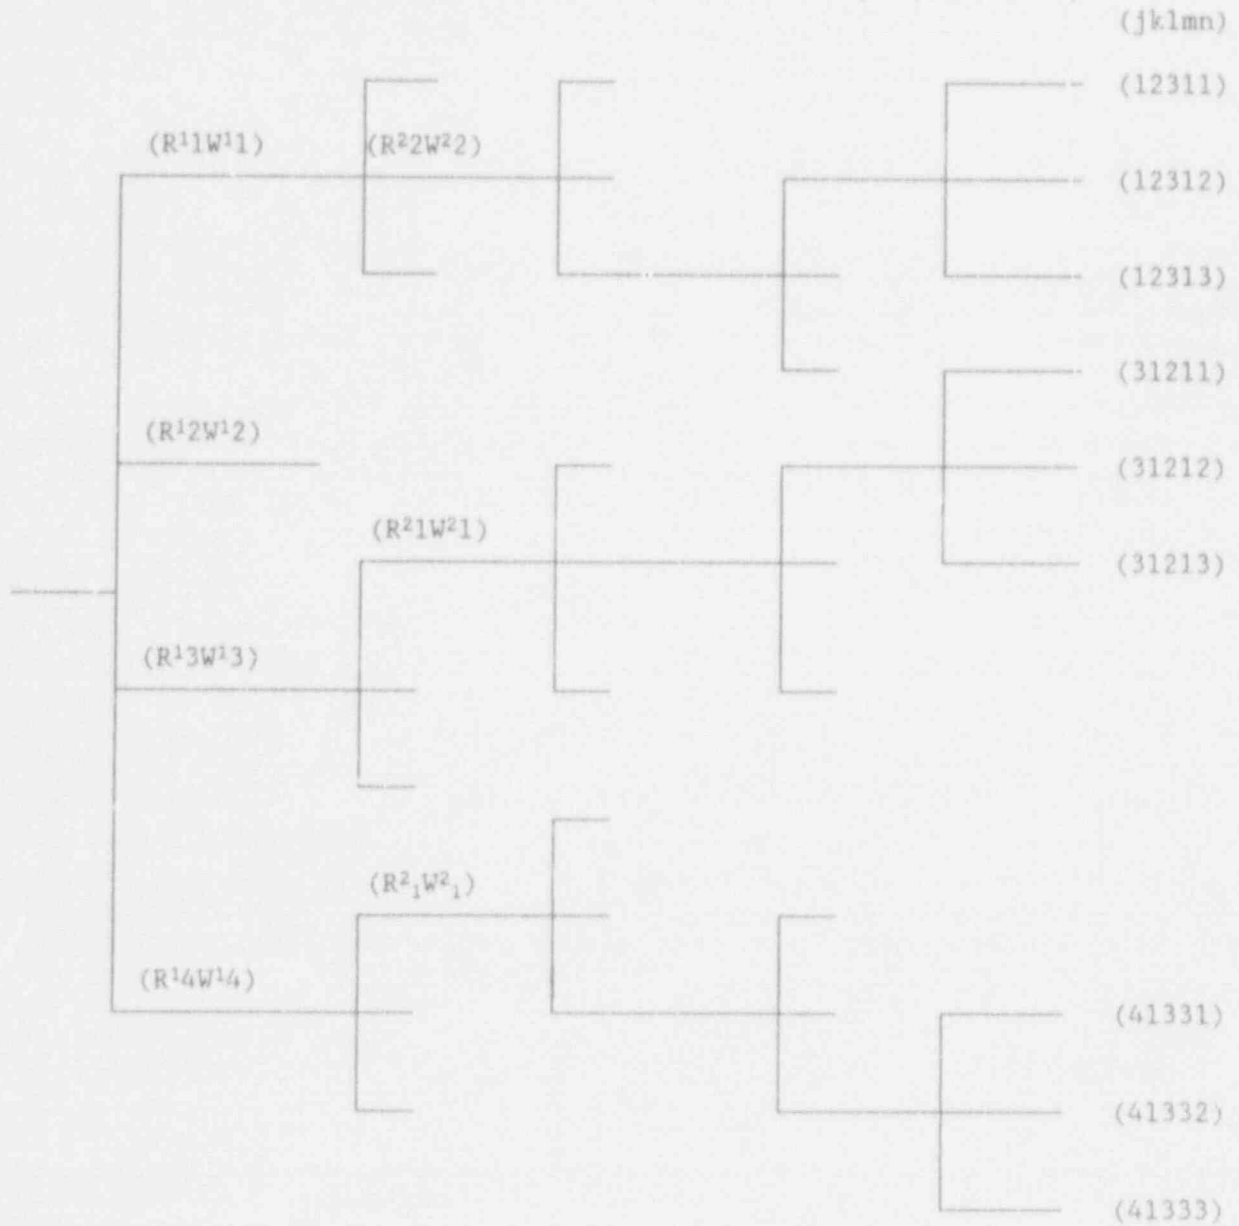 (jklmn)
(12311)
(R¹1W¹1) (R²2W²2)
(12312)
(12313)
(31211)
(R¹2W¹2)
(31212)
(R²1W²1)
(31213)
(R¹3W¹3)
(R²₁W²₁)
(R¹4W¹4)
(41331)
(41332)
(41333)